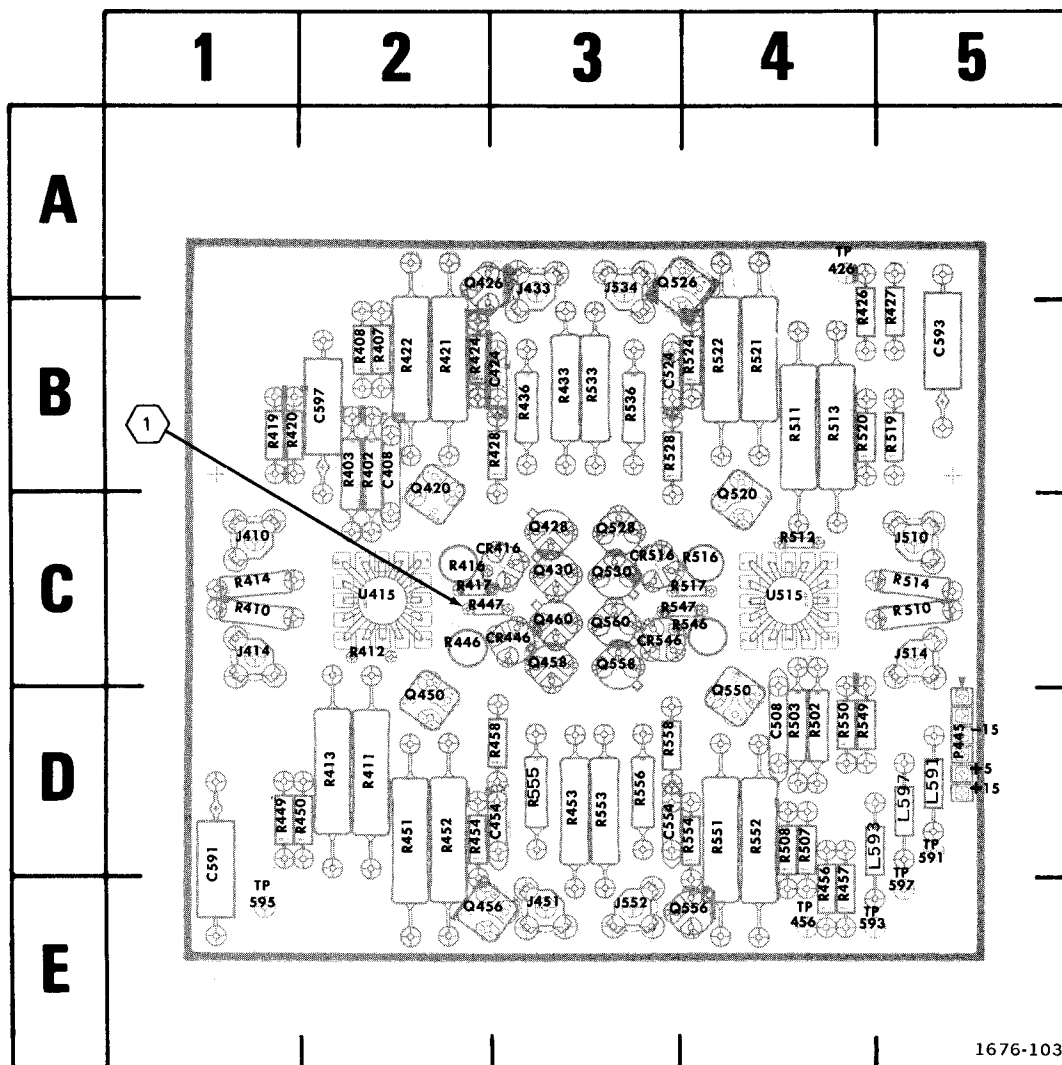 1 2 3 4 5
A
TP
426
Q426 J433 J534 Q526
R426 R427
C593
R408 R407 R422 R421 R424 C424
R436 R433 R533 R536
C524 R524 R522 R521
B
1
R419 R420 C597
R403 R402 C408
R428 R528
R511 R513 R520 R519
Q420 Q520
J410 Q428 Q528 R512 J510
CR416 CR516 R516
R416 Q430 Q530
R414 R417 R517 R514
C
U415 U515
R447 R547
R410 Q460 Q560 R510
R446 CR446 CR546 R546
J414 R412 Q458 Q558 J514
Q450 Q550
R458 R558
C508 R503 R502 R550 R549
P445
-15
+5
+15
D
R413 R411
R555 R453 R553 R556
L597 L591
R449 R450
R451 R452 R454 C454
C554 R554 R551 R552
R508 R507
L593
TP
591
C591
R456 R457
TP
595
Q456 J451 J552 Q556
TP
456
TP
593
TP
597
E
1676-103